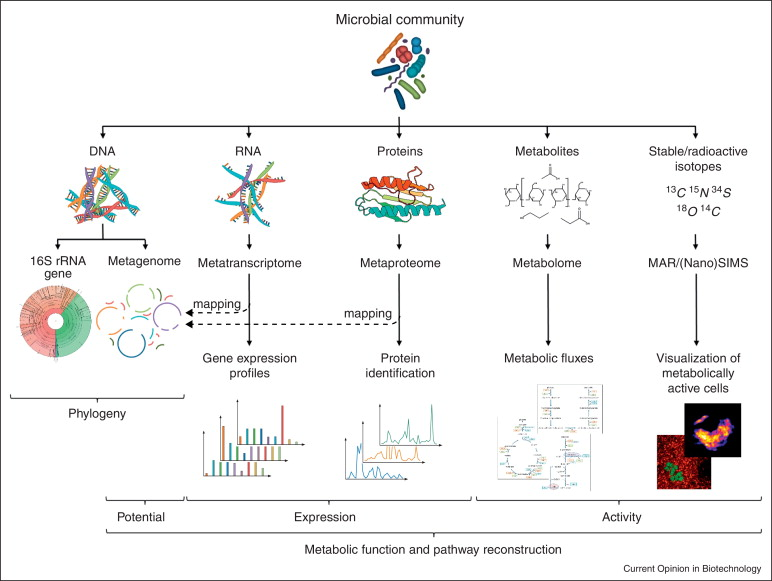 Microbial community
DNA
RNA
Proteins
Metabolites
Stable/radioactive
isotopes
13C 15N 34S
18O 14C
16S rRNA
gene
Metagenome
Metatranscriptome
Metaproteome
Metabolome
MAR/(Nano)SIMS
mapping
mapping
Gene expression
profiles
Protein
identification
Metabolic fluxes
Visualization of
metabolically
active cells
Phylogeny
Potential
Expression
Activity
Metabolic function and pathway reconstruction
Current Opinion in Biotechnology